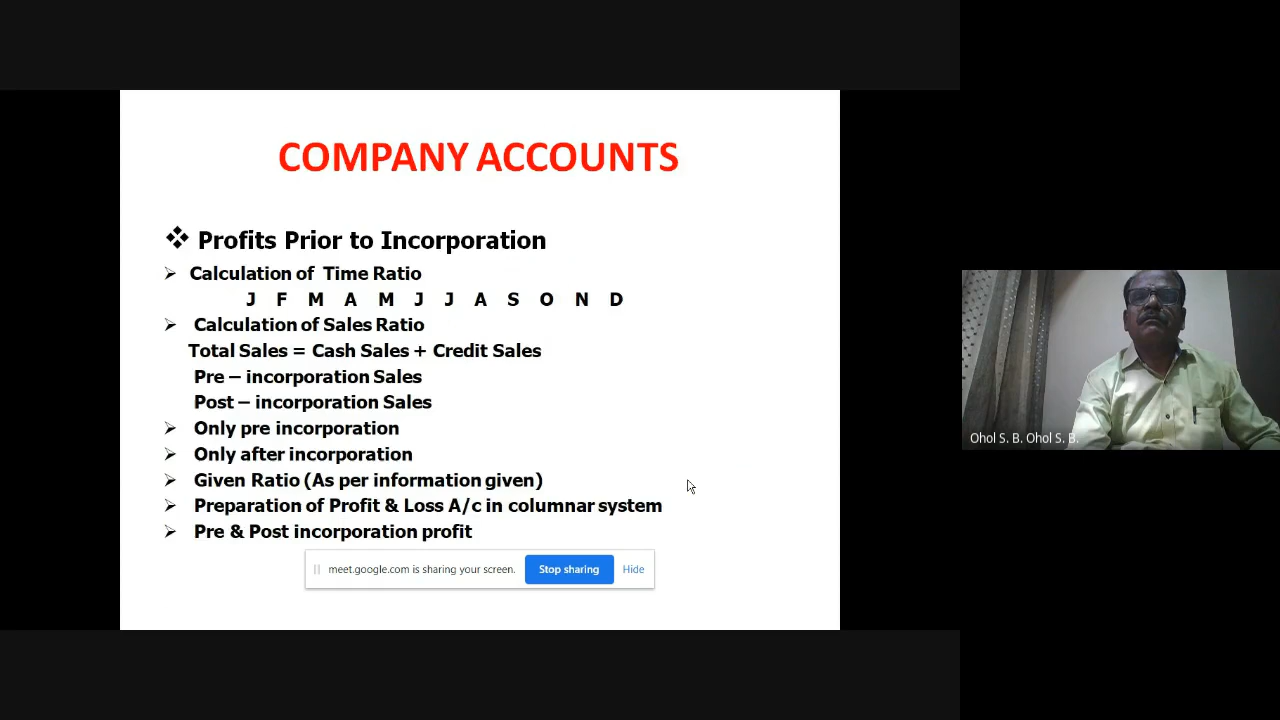 COMPANY ACCOUNTS
❖ Profits Prior to Incorporation
➢ Calculation of Time Ratio
J F M A M J J A S O N D
➢ Calculation of Sales Ratio
Total Sales = Cash Sales + Credit Sales
Pre – incorporation Sales
Post – incorporation Sales
➢ Only pre incorporation
➢ Only after incorporation
➢ Given Ratio (As per information given)
➢ Preparation of Profit & Loss A/c in columnar system
➢ Pre & Post incorporation profit
meet.google.com is sharing your screen. Stop sharing Hide
Ohol S. B. Ohol S. B.